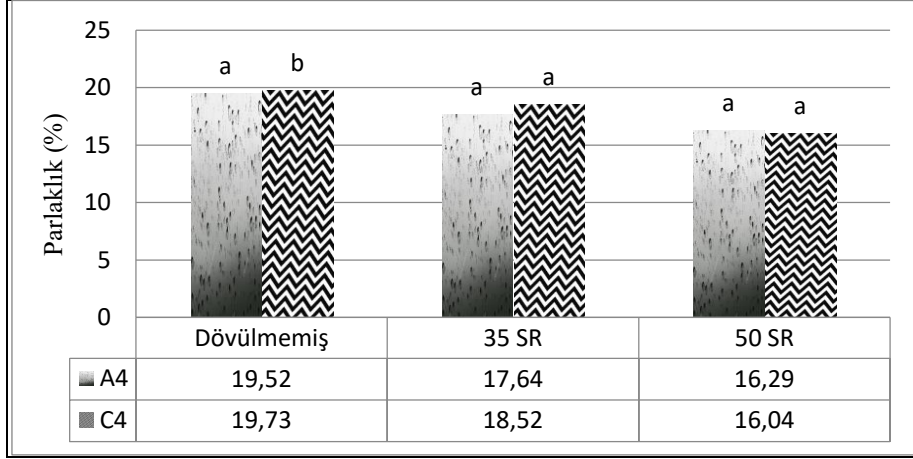 Parlaklık (%)
25
20
15
10
5
0
a b
a a
a a
Dövülmemiş 35 SR 50 SR
A4 19,52 17,64 16,29
C4 19,73 18,52 16,04